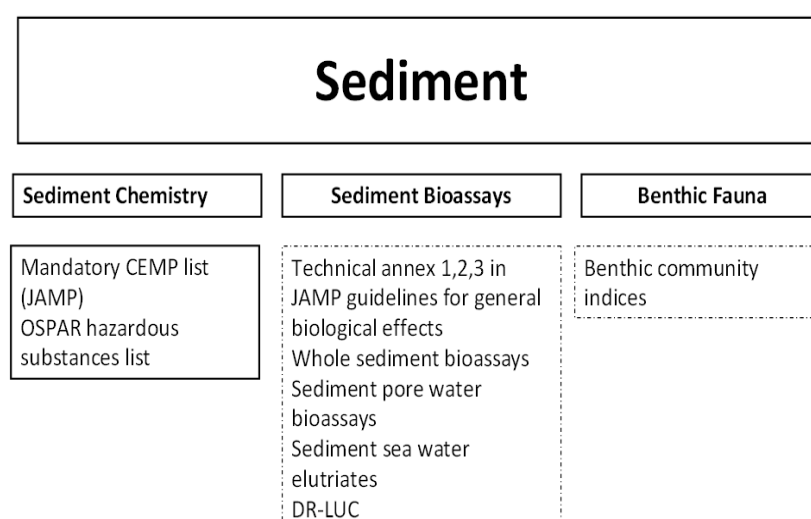 Sediment
Sediment Chemistry
Sediment Bioassays
Benthic Fauna
Mandatory CEMP list
(JAMP)
OSPAR hazardous
substances list
Technical annex 1,2,3 in
JAMP guidelines for general
biological effects
Whole sediment bioassays
Sediment pore water
bioassays
Sediment sea water
elutriates
DR-LUC
Benthic community
indices